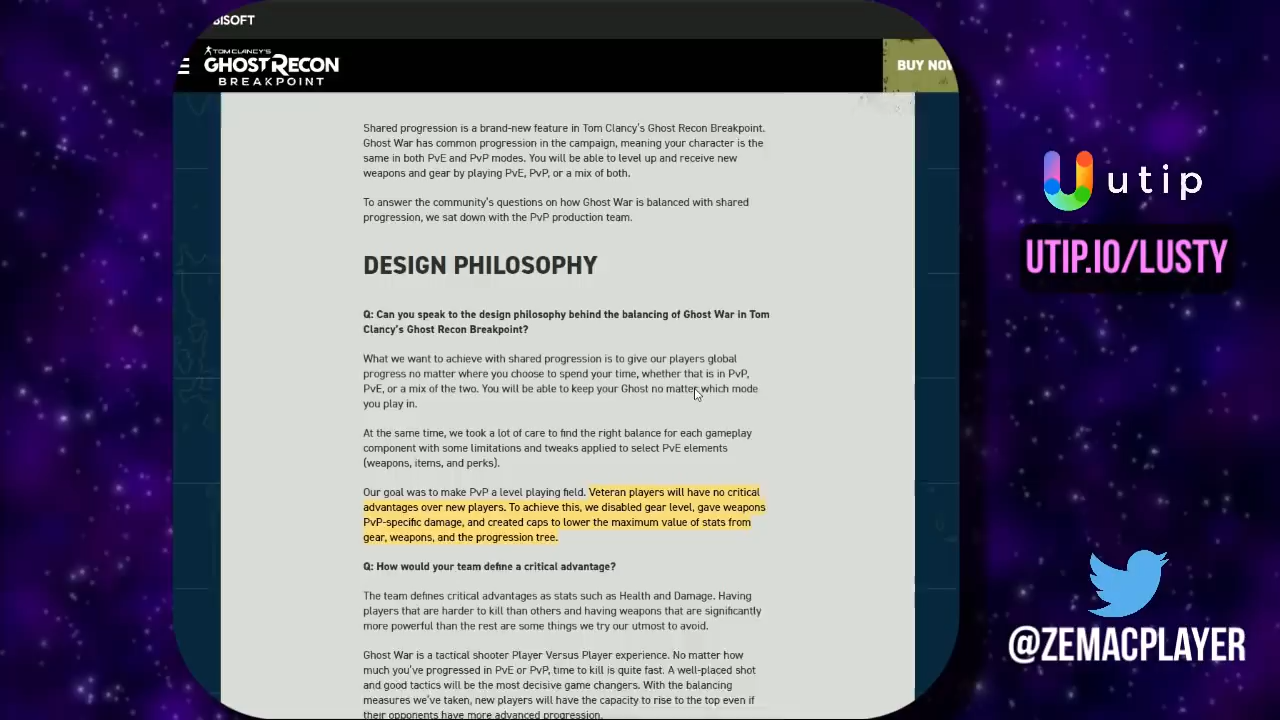 BISOFT
TOM CLANCY'S
GHOST RECON
BREAKPOINT
BUY NOW
Shared progression is a brand-new feature in Tom Clancy's Ghost Recon Breakpoint.
Ghost War has common progression in the campaign, meaning your character is the
same in both PvE and PvP modes. You will be able to level up and receive new
weapons and gear by playing PvE, PvP, or a mix of both.
To answer the community's questions on how Ghost War is balanced with shared
progression, we sat down with the PvP production team.
DESIGN PHILOSOPHY
Q: Can you speak to the design philosophy behind the balancing of Ghost War in Tom
Clancy's Ghost Recon Breakpoint?
What we want to achieve with shared progression is to give our players global
progress no matter where you choose to spend your time, whether that is in PvP,
PvE, or a mix of the two. You will be able to keep your Ghost no matter which mode
you play in.
At the same time, we took a lot of care to find the right balance for each gameplay
component with some limitations and tweaks applied to select PvE elements
(weapons, items, and perks).
Our goal was to make PvP a level playing field. Veteran players will have no critical
advantages over new players. To achieve this, we disabled gear level, gave weapons
PvP-specific damage, and created caps to lower the maximum value of stats from
gear, weapons, and the progression tree.
Q: How would your team define a critical advantage?
The team defines critical advantages as stats such as Health and Damage. Having
players that are harder to kill than others and having weapons that are significantly
more powerful than the rest are some things we try our utmost to avoid.
Ghost War is a tactical shooter Player Versus Player experience. No matter how
much you've progressed in PvE or PvP, time to kill is quite fast. A well-placed shot
and good tactics will be the most decisive game changers. With the balancing
measures we've taken, new players will have the capacity to rise to the top even if
their opponents have more advanced progression.
utip
UTIP.IO/LUSTY
@ZEMACPLAYER